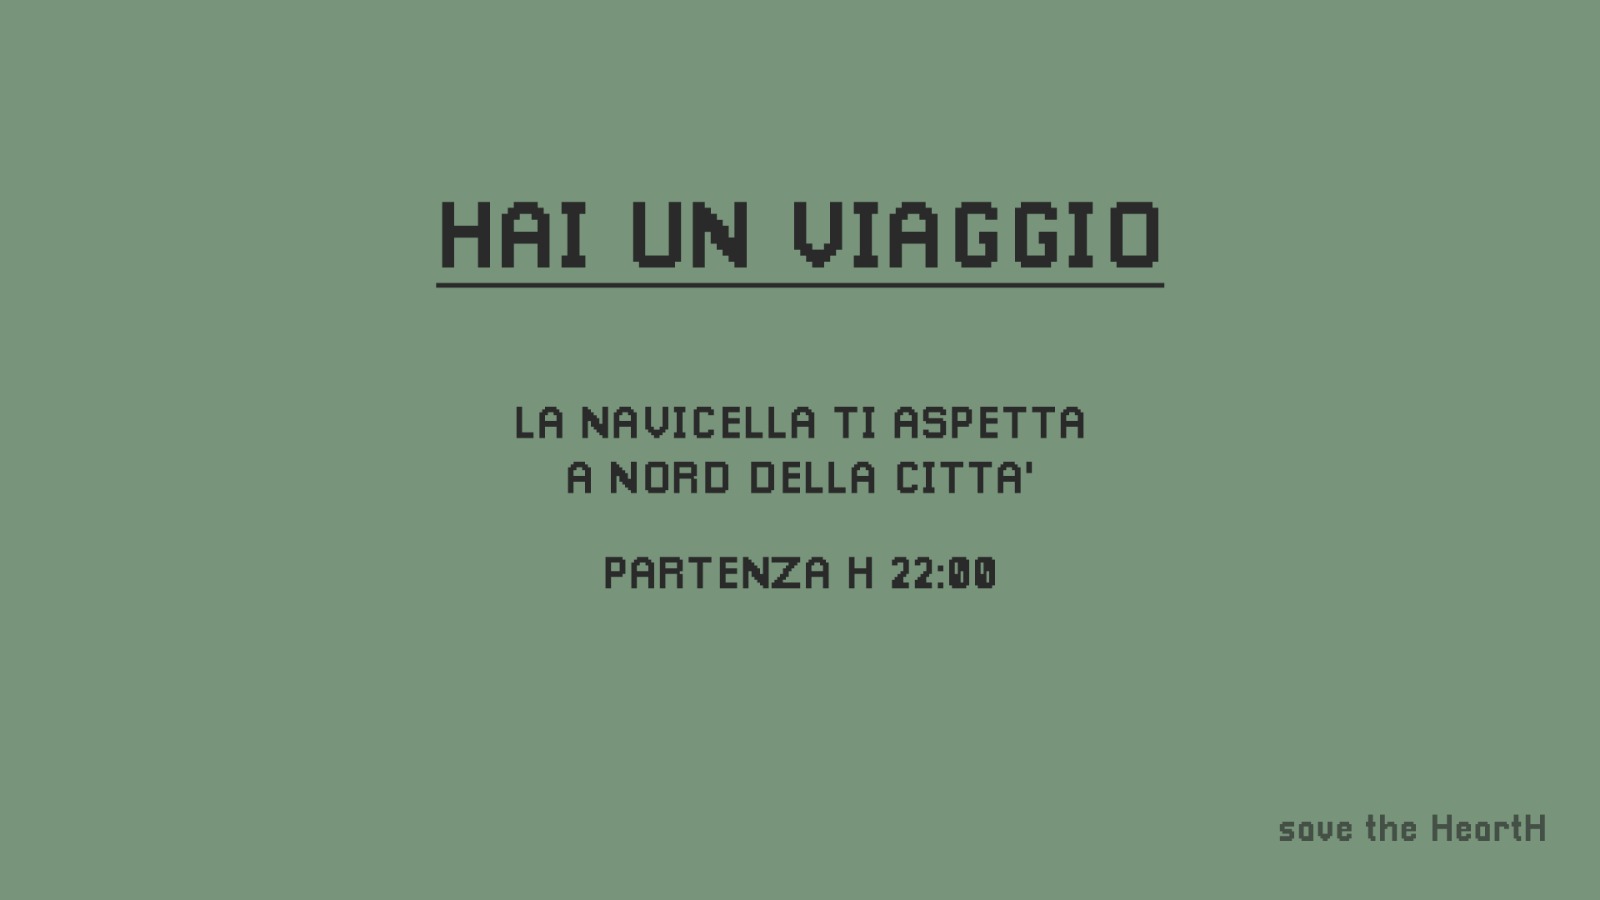 HAI UN VIAGGIO
LA NAVICELLA TI ASPETTA
A NORD DELLA CITTA'
PARTENZA H 22:00
save the HeartH